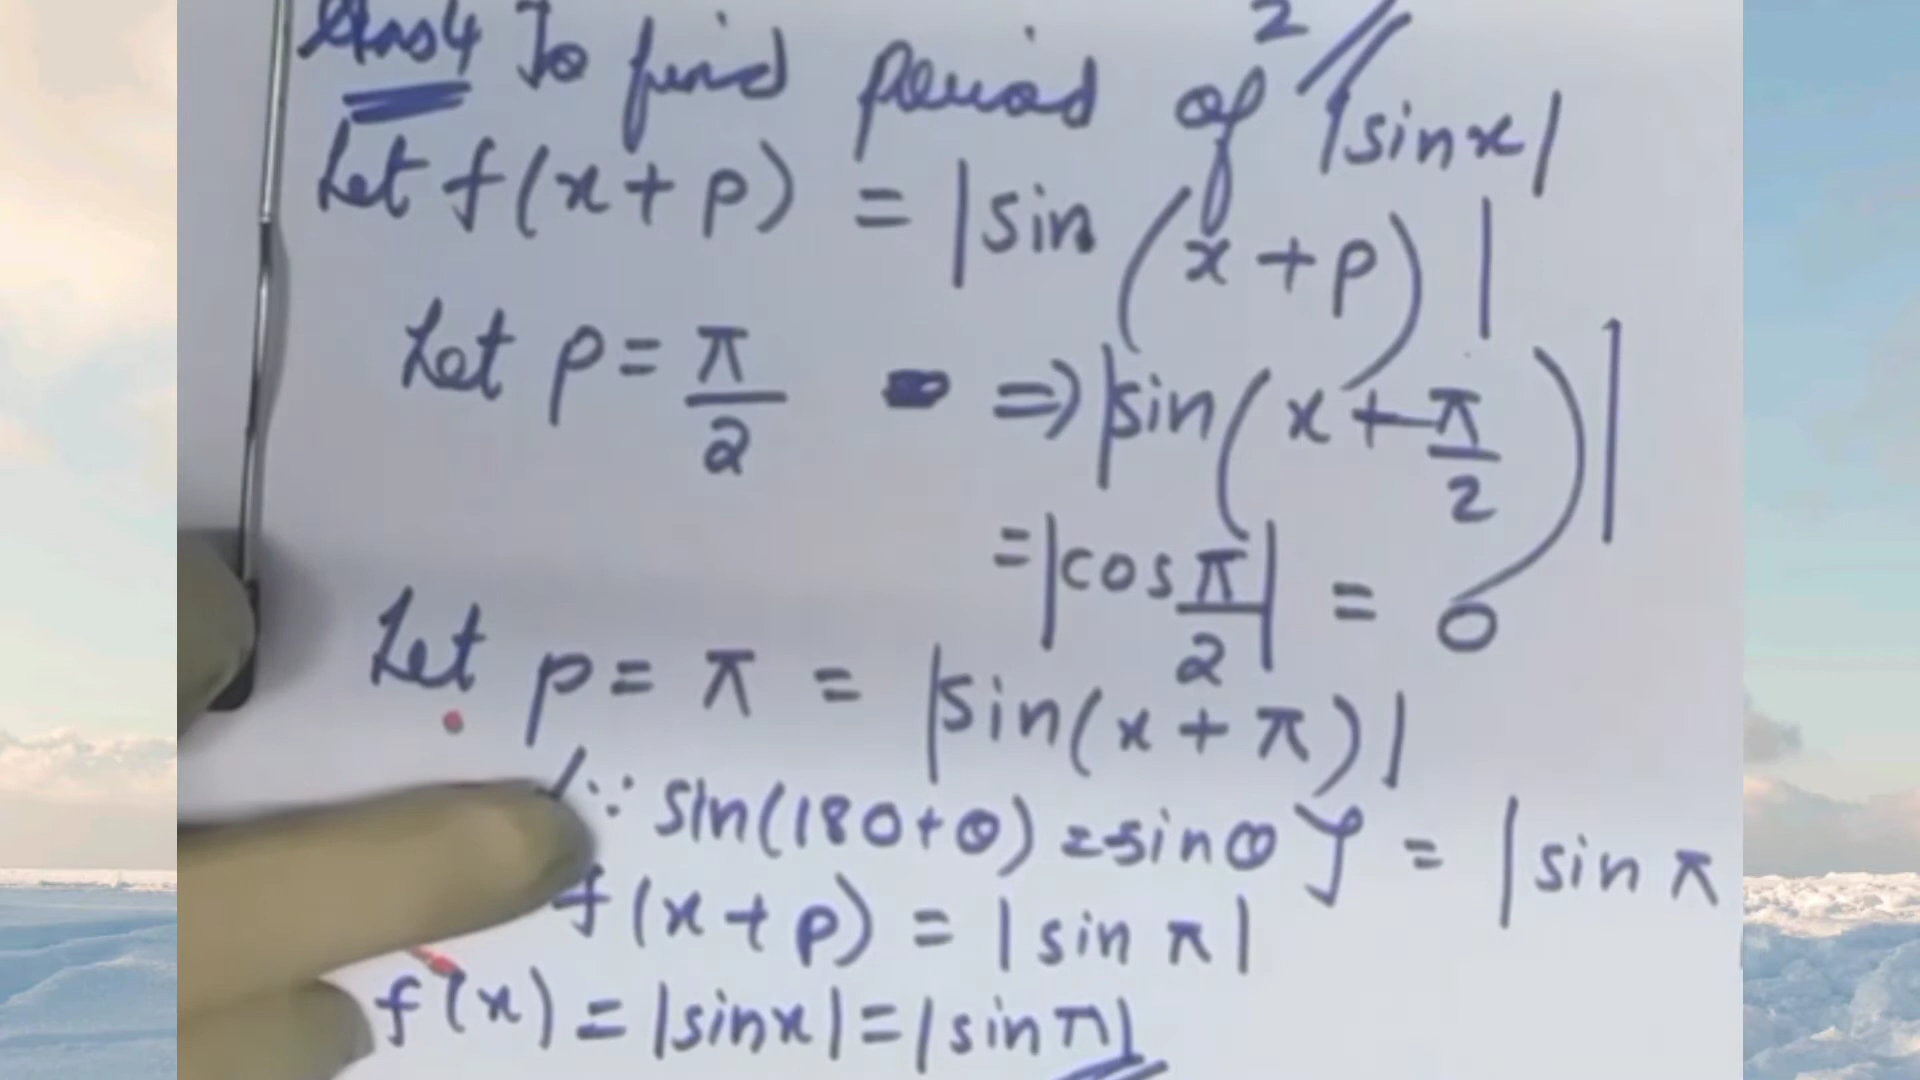 2
Ans4 To find period of |sinx|
Let f(x+p) = |sin (x+p)|
Let p = π/2 ⇒ |sin(x+π/2)|
= |cos π/2| = 0
Let p = π = |sin(x+π)|
∵ sin(180+θ) = -sinθ } = |sin π
f(x+p) = |sin π|
f(x) = |sinx| = |sin π|